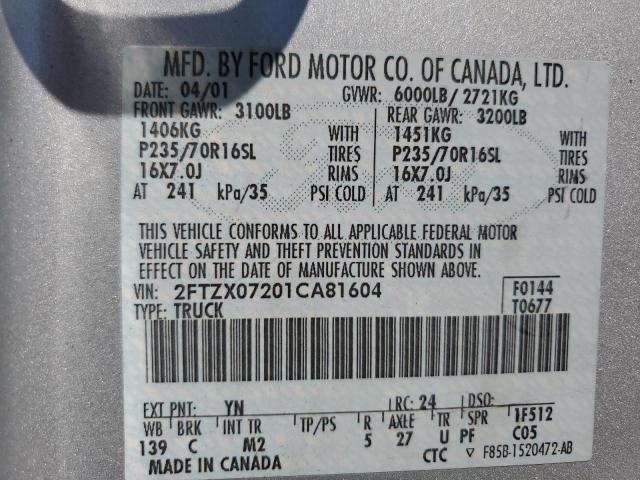 MFD. BY FORD MOTOR CO. OF CANADA, LTD.
DATE: 04/01 GVWR: 6000LB/ 2721KG
FRONT GAWR: 3100LB REAR GAWR: 3200LB
1406KG WITH 1451KG WITH
P235/70R16SL TIRES P235/70R16SL TIRES
16X7.0J RIMS 16X7.0J RIMS
AT 241 kPa/35 PSI COLD AT 241 kPa/35 PSI COLD
THIS VEHICLE CONFORMS TO ALL APPLICABLE FEDERAL MOTOR
VEHICLE SAFETY AND THEFT PREVENTION STANDARDS IN
EFFECT ON THE DATE OF MANUFACTURE SHOWN ABOVE.
VIN: 2FTZX07201CA81604 F0144
TYPE: TRUCK T0677
EXT PNT: YN RC: 24 DSO:
WB BRK INT TR TP/PS R AXLE TR SPR 1F512
139 C M2 5 27 U PF C05
MADE IN CANADA CTC ▽ F85B-1520472-AB